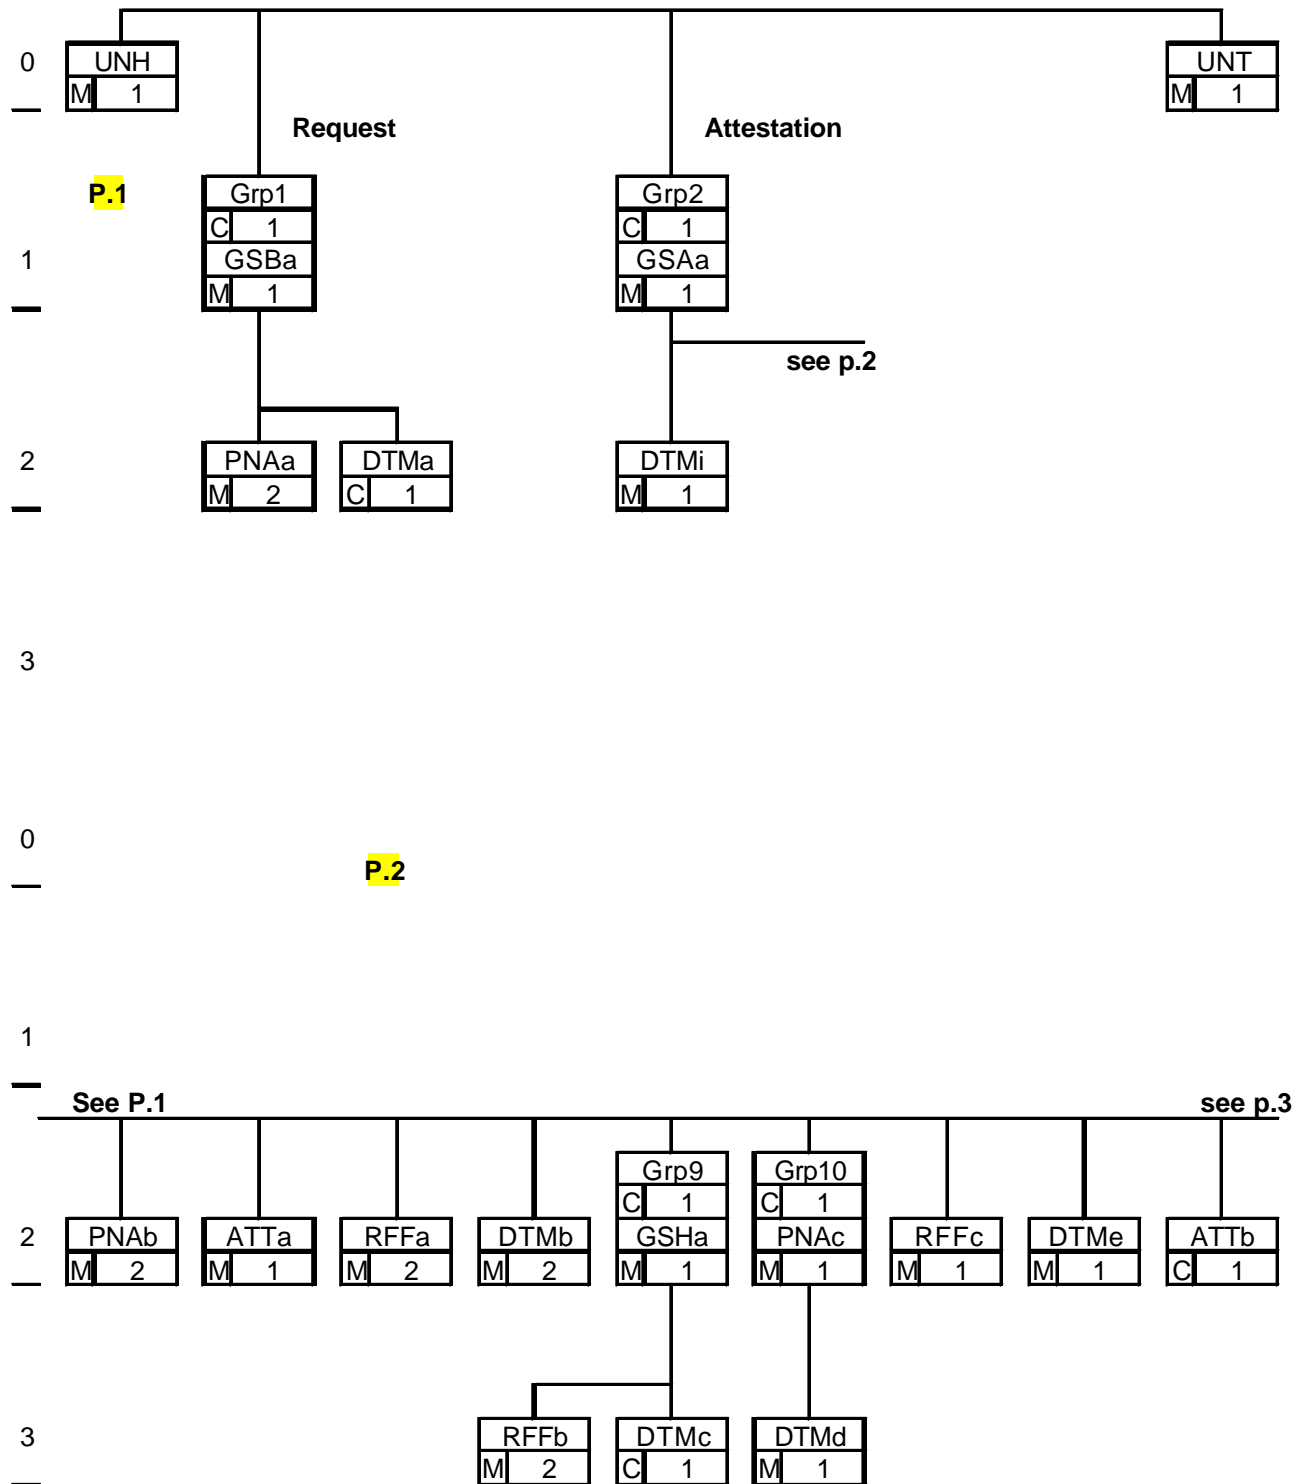 0 UNH UNT
M 1 M 1
Request Attestation
P.1 Grp1 Grp2
C 1 C 1
1 GSBa GSAa
M 1 M 1
see p.2
2 PNAa DTMa DTMi
M 2 C 1 M 1
3
0
P.2
1
See P.1 see p.3
Grp9 Grp10
C 1 C 1
2 PNAb ATTa RFFa DTMb GSHa PNAc RFFc DTMe ATTb
M 2 M 1 M 2 M 2 M 1 M 1 M 1 M 1 C 1
3 RFFb DTMc DTMd
M 2 C 1 M 1